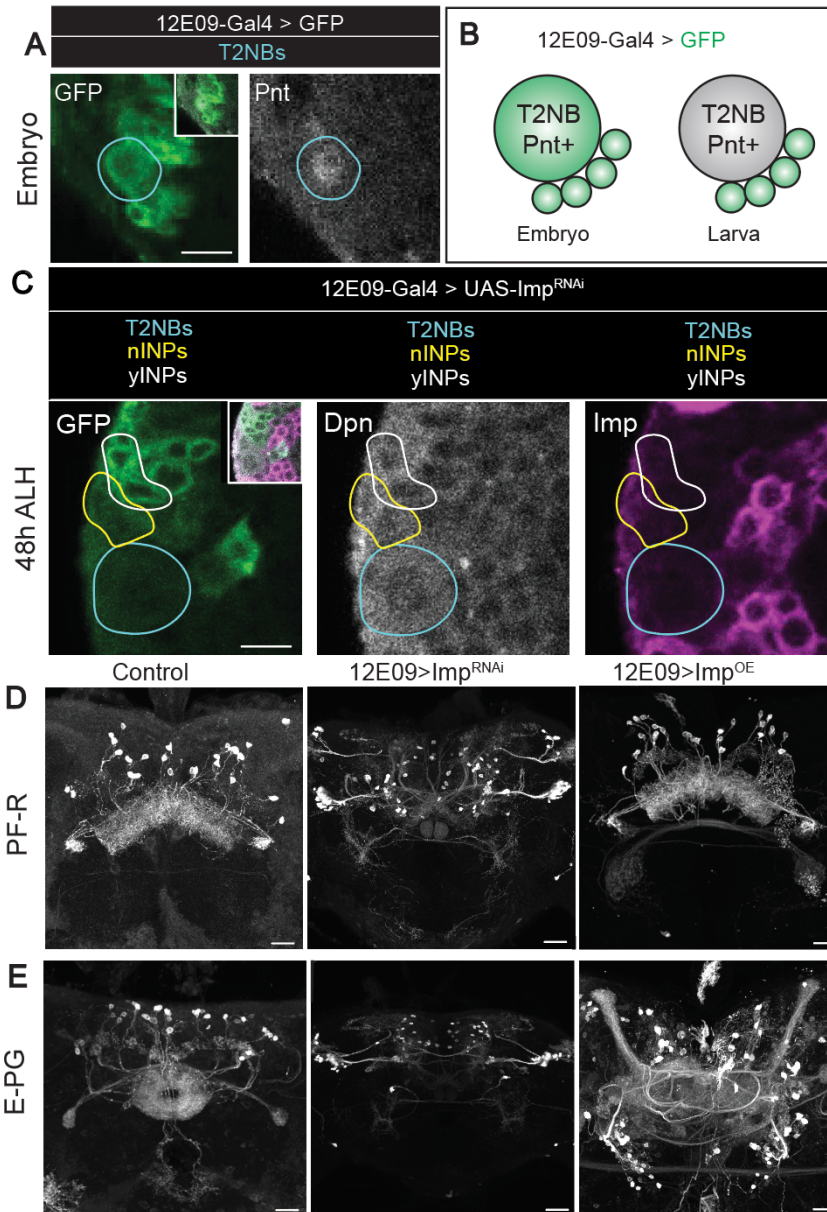 A
12E09-Gal4 > GFP
T2NBs
Embryo
GFP
Pnt
B
12E09-Gal4 > GFP
T2NB
Pnt+
T2NB
Pnt+
Embryo
Larva
C
12E09-Gal4 > UAS-Imp^RNAi
T2NBs
nINPs
yINPs
T2NBs
nINPs
yINPs
T2NBs
nINPs
yINPs
48h ALH
GFP
Dpn
Imp
Control
12E09>Imp^RNAi
12E09>Imp^OE
D
PF-R
E
E-PG